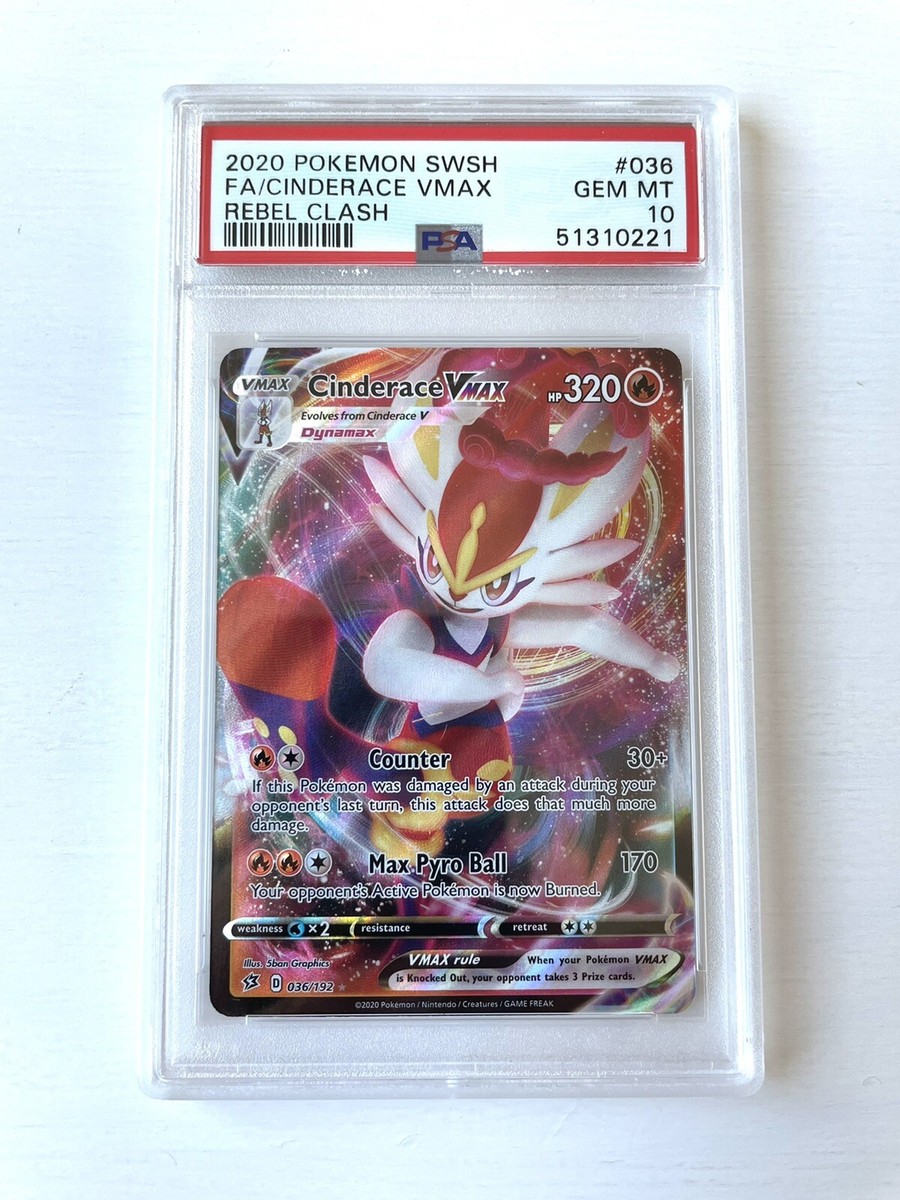 2020 POKEMON SWSH #036
FA/CINDERACE VMAX GEM MT
REBEL CLASH 10
PSA 51310221
VMAX Cinderace VMAX HP 320
Evolves from Cinderace V
Dynamax
Counter 30+
If this Pokémon was damaged by an attack during your
opponent's last turn, this attack does that much more
damage.
Max Pyro Ball 170
Your opponent's Active Pokémon is now Burned.
weakness ×2 resistance retreat
Illus. 5ban Graphics
VMAX rule When your Pokémon VMAX
is Knocked Out, your opponent takes 3 Prize cards.
D 036/192 ★
©2020 Pokémon / Nintendo / Creatures / GAME FREAK